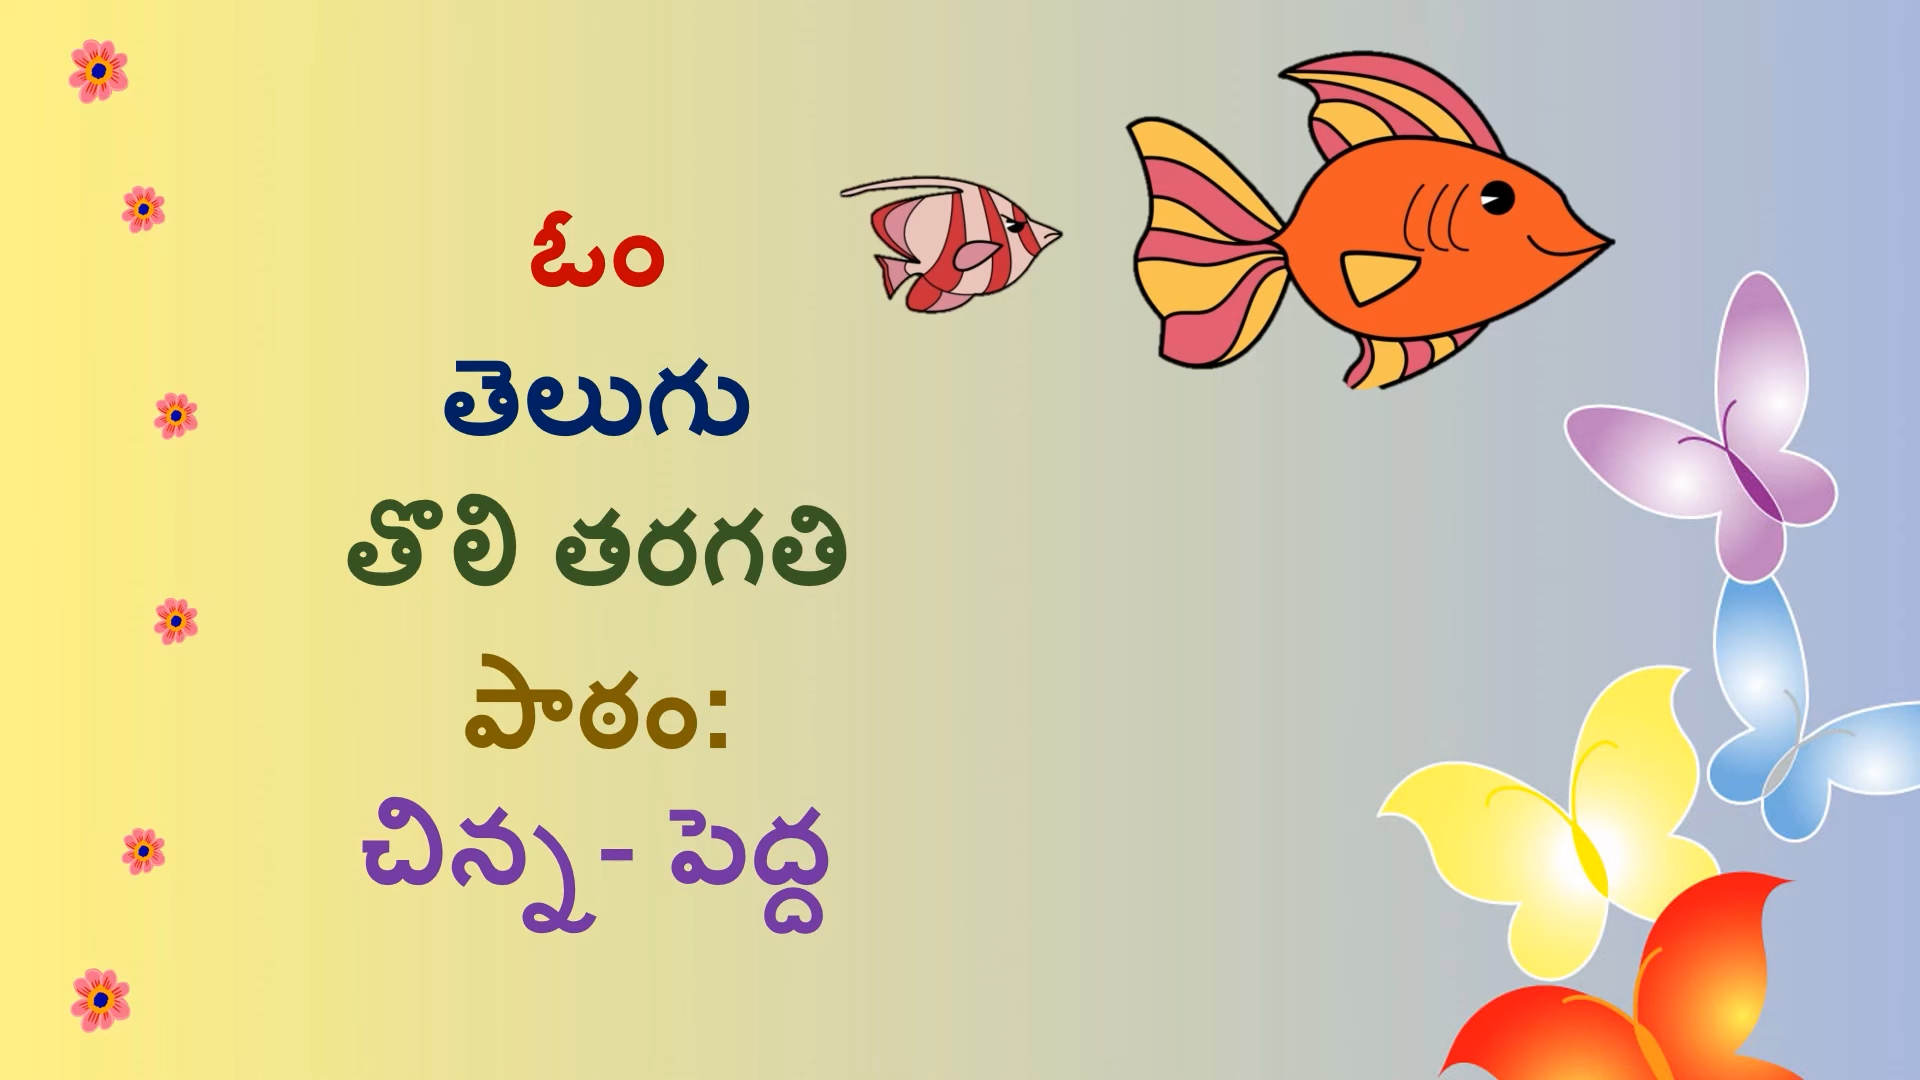 ఓం
తెలుగు
తొలి తరగతి
పాఠం:
చిన్న- పెద్ద